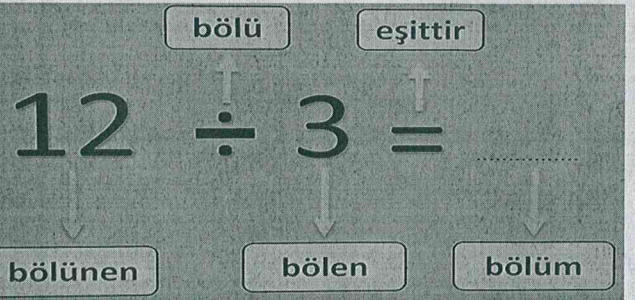 bölü eşittir
12 ÷ 3 = ..............
bölünen bölen bölüm